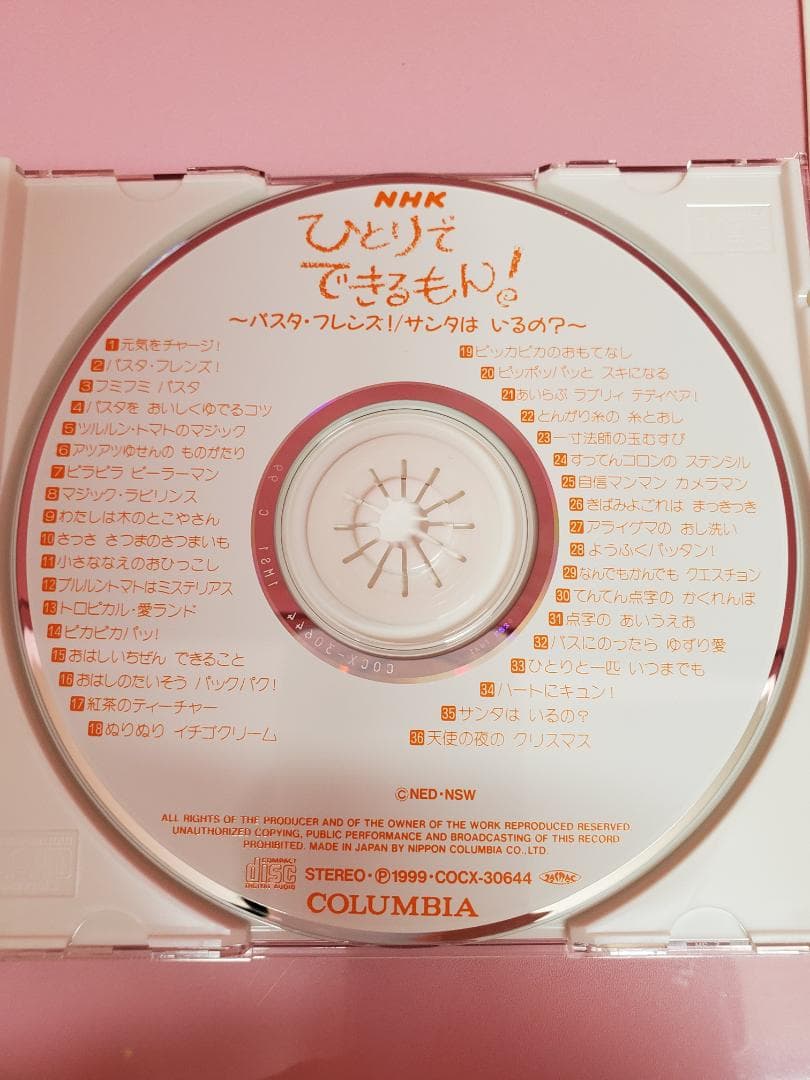 NHK
ひとりで
できるもん!
～パスタ・フレンズ!/サンタは いるの?～
1 元気をチャージ!
2 パスタ・フレンズ!
3 フミフミ パスタ
4 パスタを おいしくゆでるコツ
5 ツルルン・トマトのマジック
6 アツアツゆせんの ものがたり
7 ピラピラ ピーラーマン
8 マジック・ラビリンス
9 わたしは木のとこやさん
10 さっさ さつまのさつまいも
11 小さななえのおひっこし
12 プルルントマトはミステリアス
13 トロピカル・愛ランド
14 ピカピカパッ!
15 おはしいちぜん できること
16 おはしのたいそう パックパク!
17 紅茶のティーチャー
18 ぬりぬり イチゴクリーム
19 ピッカピカのおもてなし
20 ピッポッパッと スキになる
21 あいらぶ ラブリィ テディベア!
22 とんがり糸の 糸とおし
23 一寸法師の玉むすび
24 すってんコロンの ステンシル
25 自信マンマン カメラマン
26 きばみよごれは まっきっき
27 アライグマの おし洗い
28 ようふくパッタン!
29 なんでもかんでも クエスチョン
30 てんてん点字の かくれんぼ
31 点字の あいうえお
32 バスにのったら ゆずり愛
33 ひとりと一匹 いつまでも
34 ハートにキュン!
35 サンタは いるの?
36 天使の夜の クリスマス
©NED・NSW
ALL RIGHTS OF THE PRODUCER AND OF THE OWNER OF THE WORK REPRODUCED RESERVED
UNAUTHORIZED COPYING, PUBLIC PERFORMANCE AND BROADCASTING OF THIS RECORD
PROHIBITED. MADE IN JAPAN BY NIPPON COLUMBIA CO.,LTD.
COMPACT disc DIGITAL AUDIO
STEREO・℗1999・COCX-30644
COLUMBIA
COCX-30644